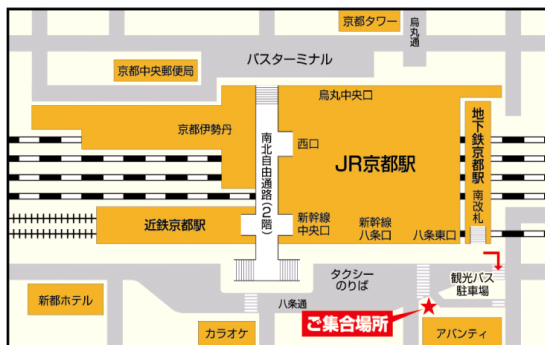 京都タワー
烏丸通
京都中央郵便局
バスターミナル
烏丸中央口
京都伊勢丹
南北自由通路(2階)
西口
JR京都駅
地下鉄京都駅
南改札
近鉄京都駅
新幹線
中央口
新幹線
八条口
八条東口
タクシー
のりば
観光バス
駐車場
新都ホテル
八条通
カラオケ
ご集合場所
アバンティ